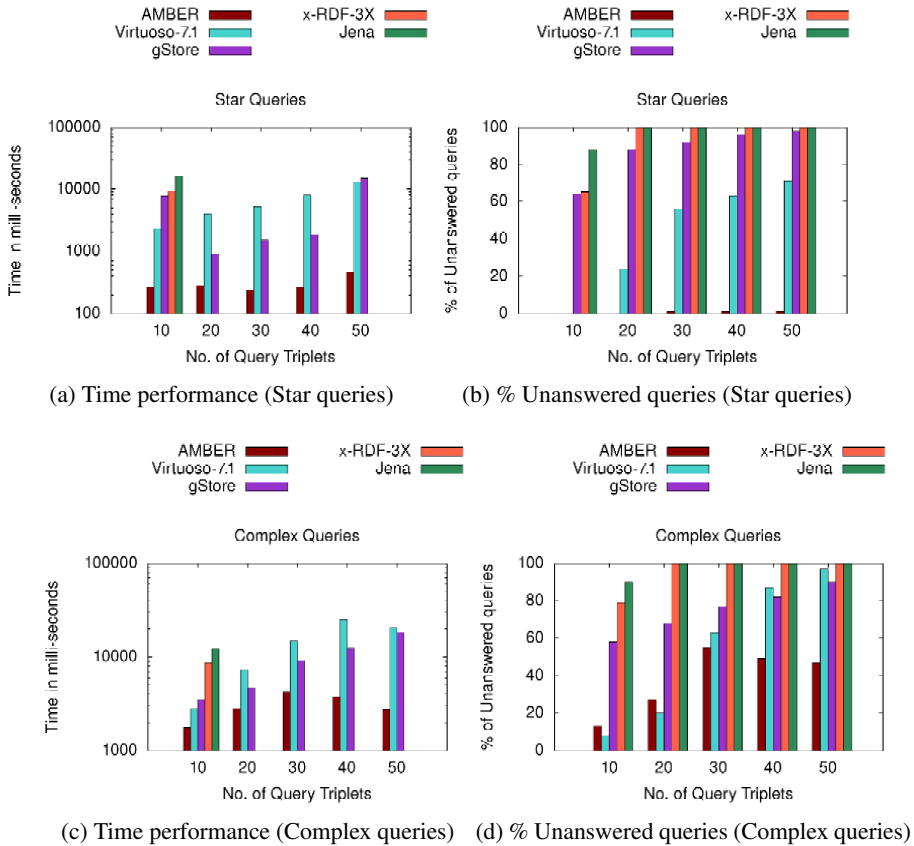 AMBER x-RDF-3X
Virtuoso-7.1 Jena
gStore
Star Queries
100000
10000
1000
100
10 20 30 40 50
Time in milli-seconds
No. of Query Triplets
(a) Time performance (Star queries)
AMBER x-RDF-3X
Virtuoso-7.1 Jena
gStore
Star Queries
100
80
60
40
20
0
10 20 30 40 50
% of Unanswered queries
No. of Query Triplets
(b) % Unanswered queries (Star queries)
AMBER x-RDF-3X
Virtuoso-7.1 Jena
gStore
Complex Queries
100000
10000
1000
10 20 30 40 50
Time in milli-seconds
No. of Query Triplets
(c) Time performance (Complex queries)
AMBER x-RDF-3X
Virtuoso-7.1 Jena
gStore
Complex Queries
100
80
60
40
20
0
10 20 30 40 50
% of Unanswered queries
No. of Query Triplets
(d) % Unanswered queries (Complex queries)